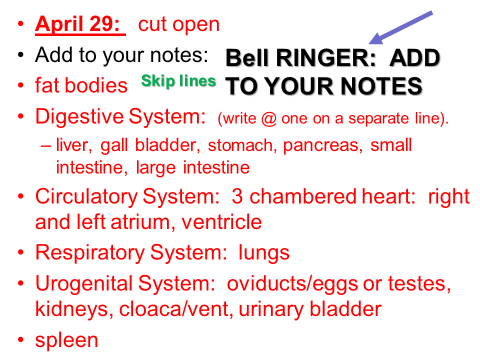 • April 29: cut open
• Add to your notes:
Bell RINGER: ADD
TO YOUR NOTES
• fat bodies
Skip lines
• Digestive System: (write @ one on a separate line).
– liver, gall bladder, stomach, pancreas, small
intestine, large intestine
• Circulatory System: 3 chambered heart: right
and left atrium, ventricle
• Respiratory System: lungs
• Urogenital System: oviducts/eggs or testes,
kidneys, cloaca/vent, urinary bladder
• spleen